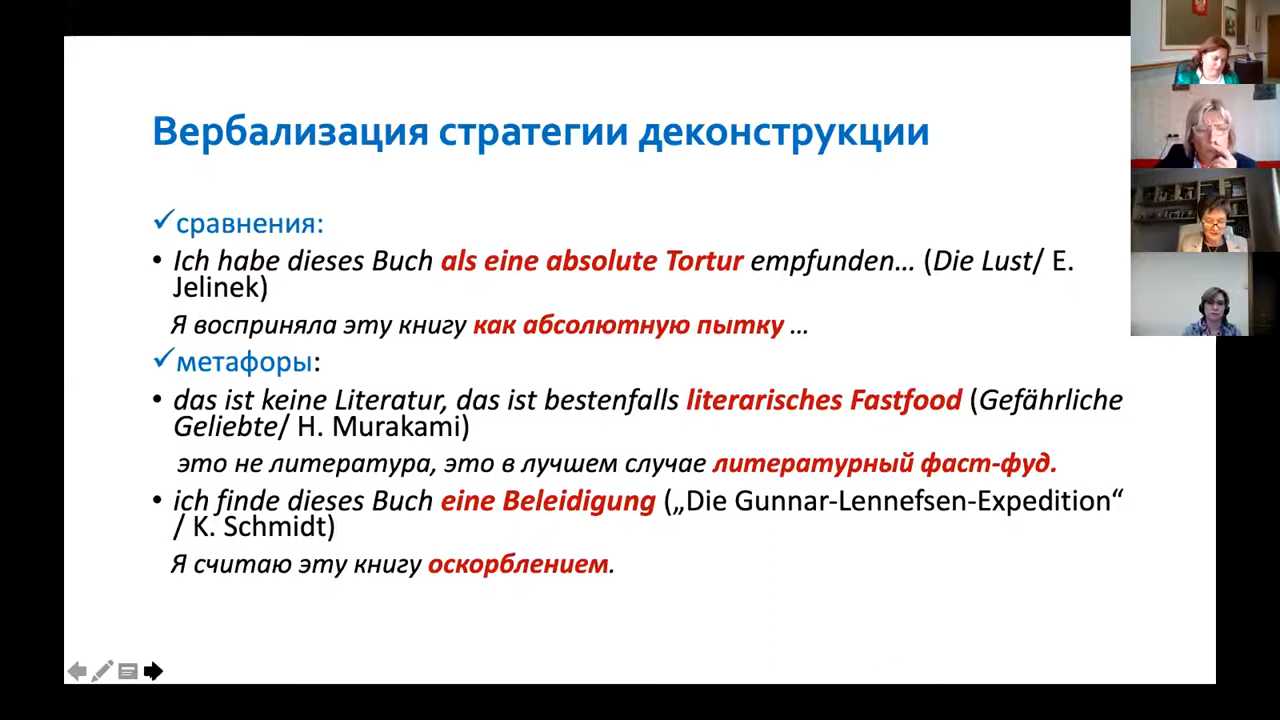 Вербализация стратегии деконструкции
✓сравнения:
• Ich habe dieses Buch als eine absolute Tortur empfunden… (Die Lust/ E.
Jelinek)
Я восприняла эту книгу как абсолютную пытку …
✓метафоры:
• das ist keine Literatur, das ist bestenfalls literarisches Fastfood (Gefährliche
Geliebte/ H. Murakami)
это не литература, это в лучшем случае литературный фаст-фуд.
• ich finde dieses Buch eine Beleidigung („Die Gunnar-Lennefsen-Expedition“
/ K. Schmidt)
Я считаю эту книгу оскорблением.